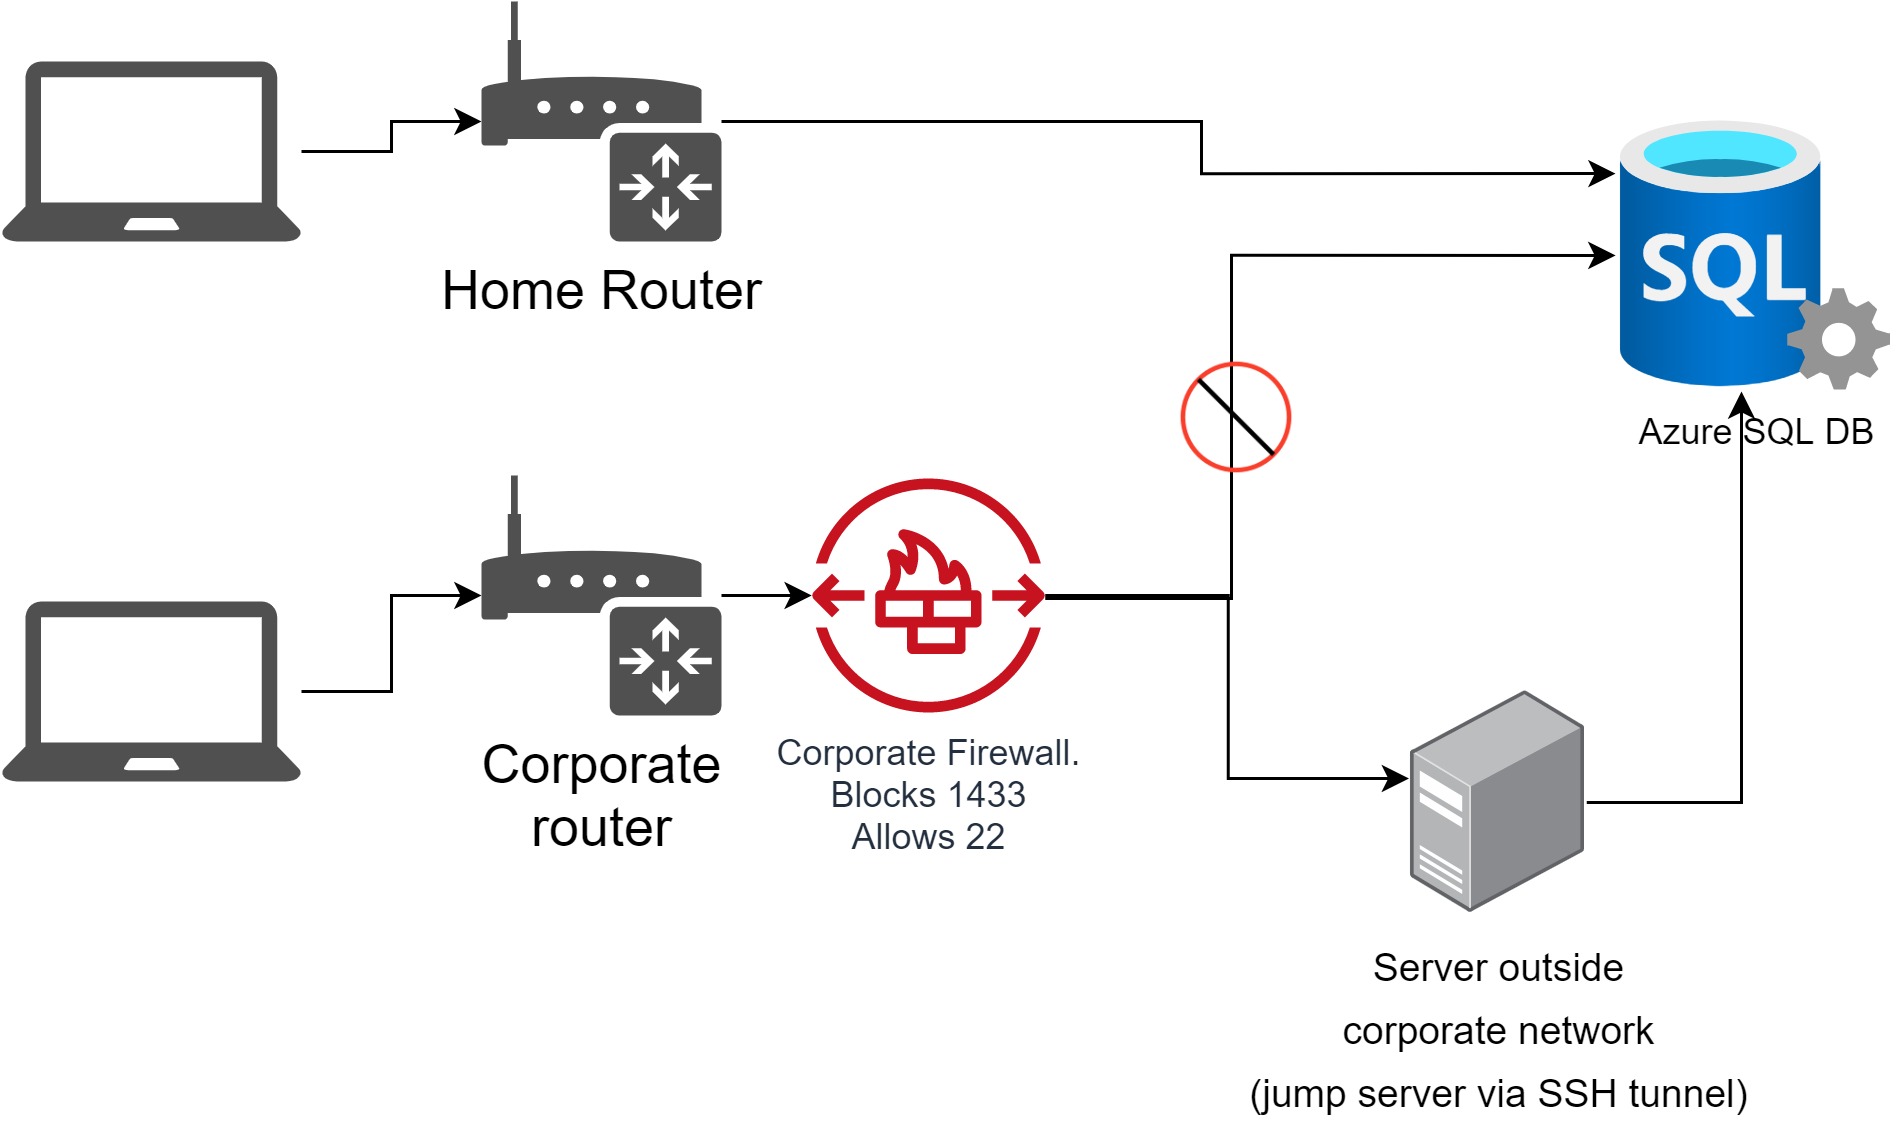 Home Router
SQL
Azure SQL DB
Corporate
router
Corporate Firewall.
Blocks 1433
Allows 22
Server outside
corporate network
(jump server via SSH tunnel)